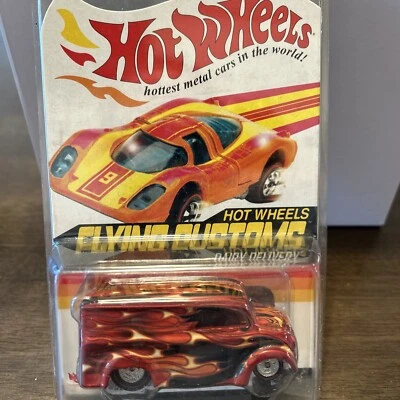 Hot Wheels
hottest metal cars in the world!
9
HOT WHEELS
FLYING CUSTOMS
DAIRY DELIVERY